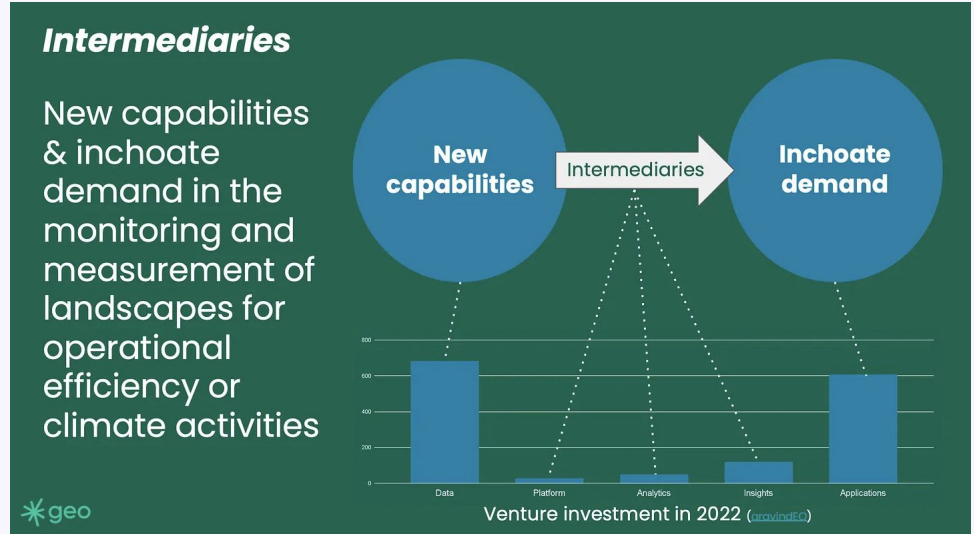 Intermediaries
New capabilities
& inchoate
demand in the
monitoring and
measurement of
landscapes for
operational
efficiency or
climate activities
New
capabilities
Intermediaries
Inchoate
demand
800
600
400
200
0
Data
Platform
Analytics
Insights
Applications
Venture investment in 2022 (aravindEO)
geo